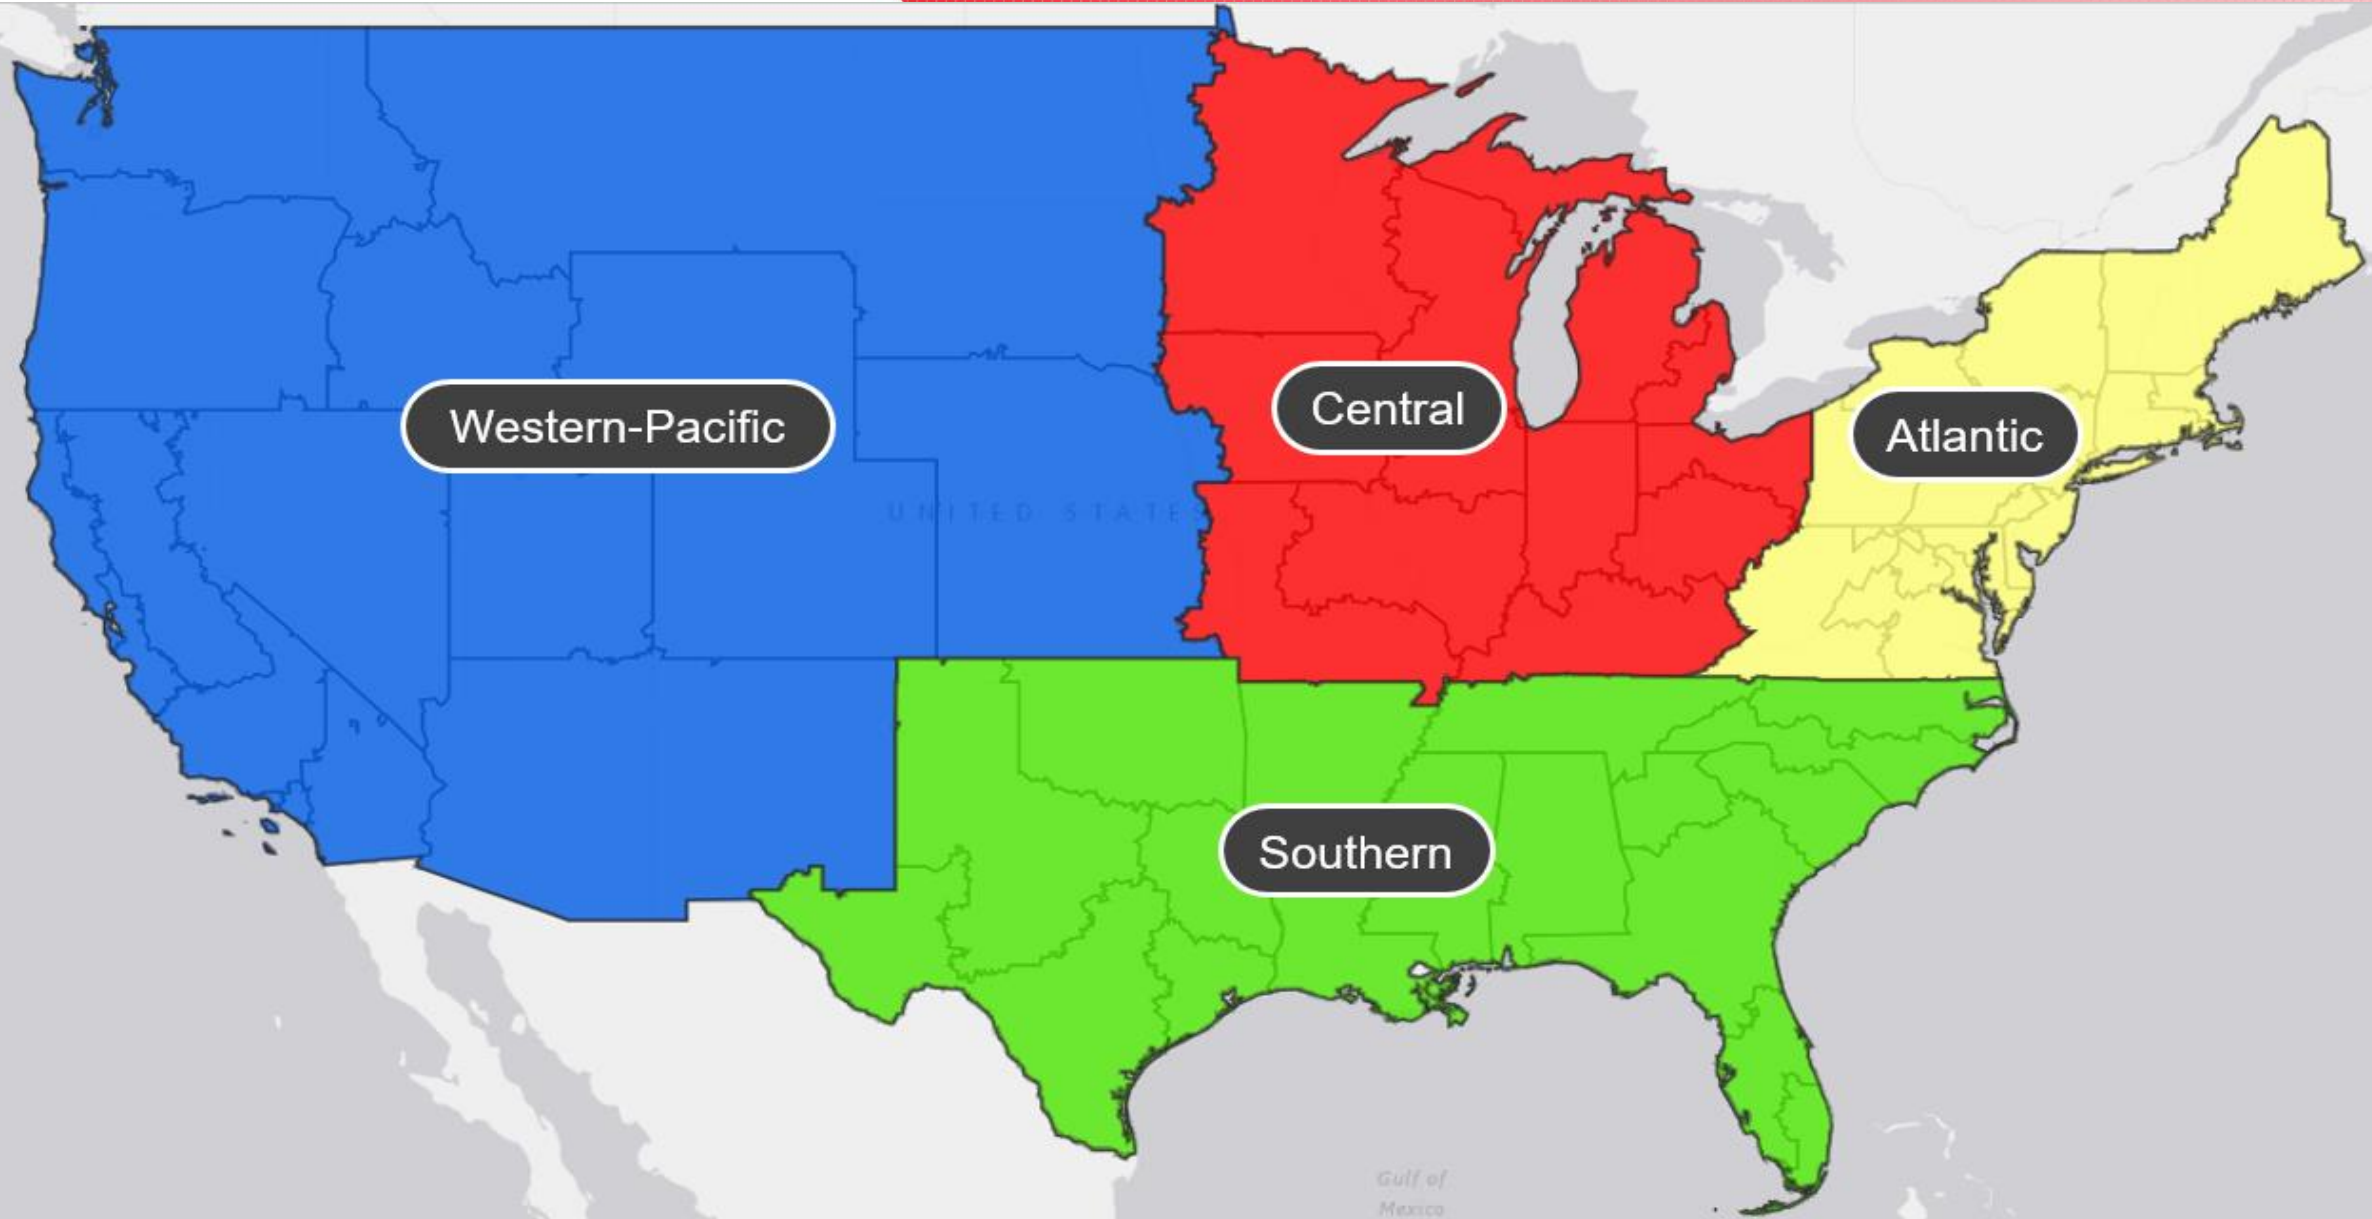 Western-Pacific
Central
Atlantic
UNITED STATES
Southern
Gulf of
Mexico